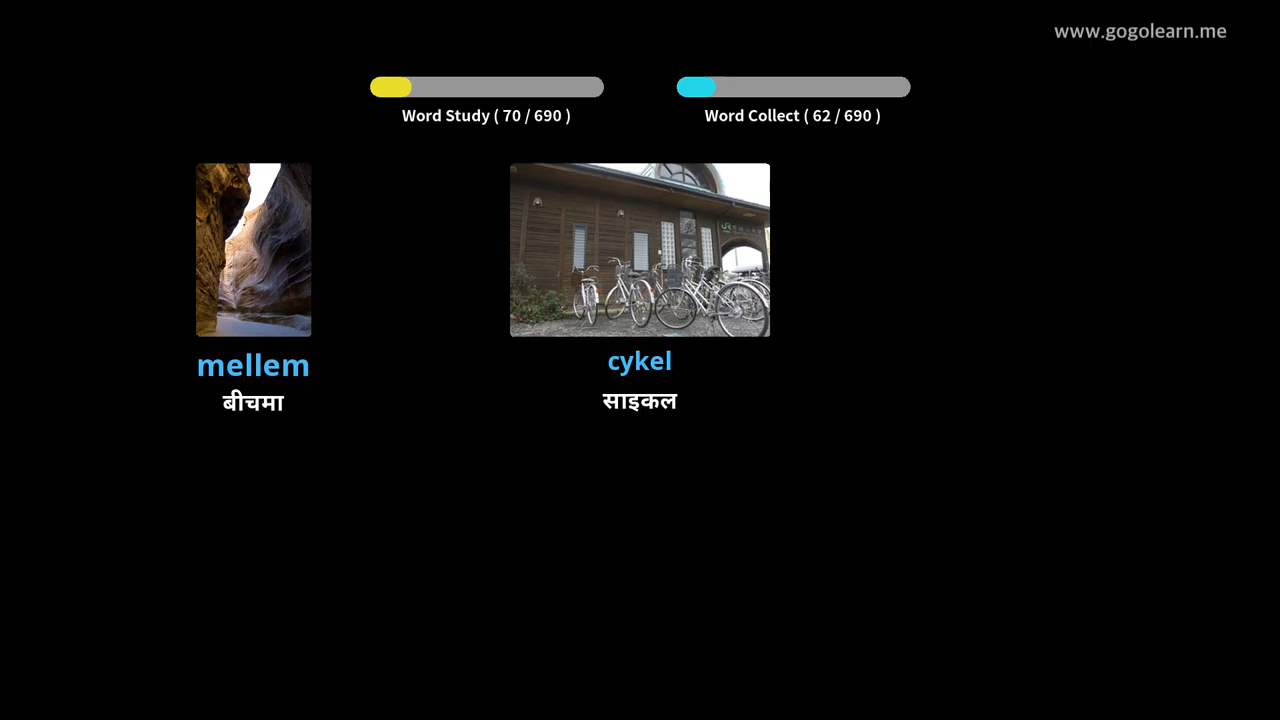 www.gogolearn.me
Word Study ( 70 / 690 )
Word Collect ( 62 / 690 )
mellem
बीचमा
cykel
साइकल